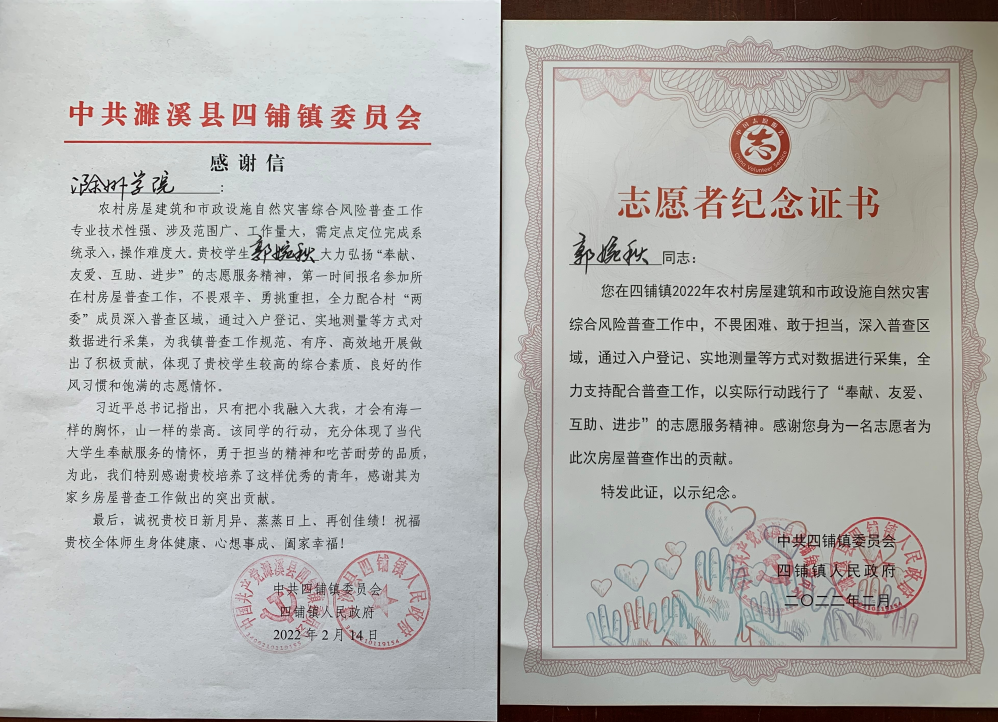 中共濉溪县四铺镇委员会
感谢信
滁州学院：
农村房屋建筑和市政设施自然灾害综合风险普查工作
专业技术性强、涉及范围广、工作量大，需定点定位完成系
统录入，操作难度大。贵校学生郭婉秋大力弘扬“奉献、
友爱、互助、进步”的志愿服务精神，第一时间报名参加所
在村房屋普查工作，不畏艰辛、勇挑重担，全力配合村“两
委”成员深入普查区域，通过入户登记、实地测量等方式对
数据进行采集，为我镇普查工作规范、有序、高效地开展做
出了积极贡献，体现了贵校学生较高的综合素质、良好的作
风习惯和饱满的志愿情怀。
习近平总书记指出，只有把小我融入大我，才会有海一
样的胸怀，山一样的崇高。该同学的行动，充分体现了当代
大学生奉献服务的情怀，勇于担当的精神和吃苦耐劳的品质，
为此，我们特别感谢贵校培养了这样优秀的青年，感谢其为
家乡房屋普查工作做出的突出贡献。
最后，诚祝贵校日新月异、蒸蒸日上、再创佳绩！祝福
贵校全体师生身体健康、心想事成、阖家幸福！
中共四铺镇委员会
四铺镇人民政府
2022年2月14日
中国志愿服务
志
China Volunteer Service
志愿者纪念证书
郭婉秋同志：
您在四铺镇2022年农村房屋建筑和市政设施自然灾害
综合风险普查工作中，不畏困难、敢于担当，深入普查区
域，通过入户登记、实地测量等方式对数据进行采集，全
力支持配合普查工作，以实际行动践行了“奉献、友爱、
互助、进步”的志愿服务精神。感谢您身为一名志愿者为
此次房屋普查作出的贡献。
特发此证，以示纪念。
中共四铺镇委员会
四铺镇人民政府
二〇二二年二月